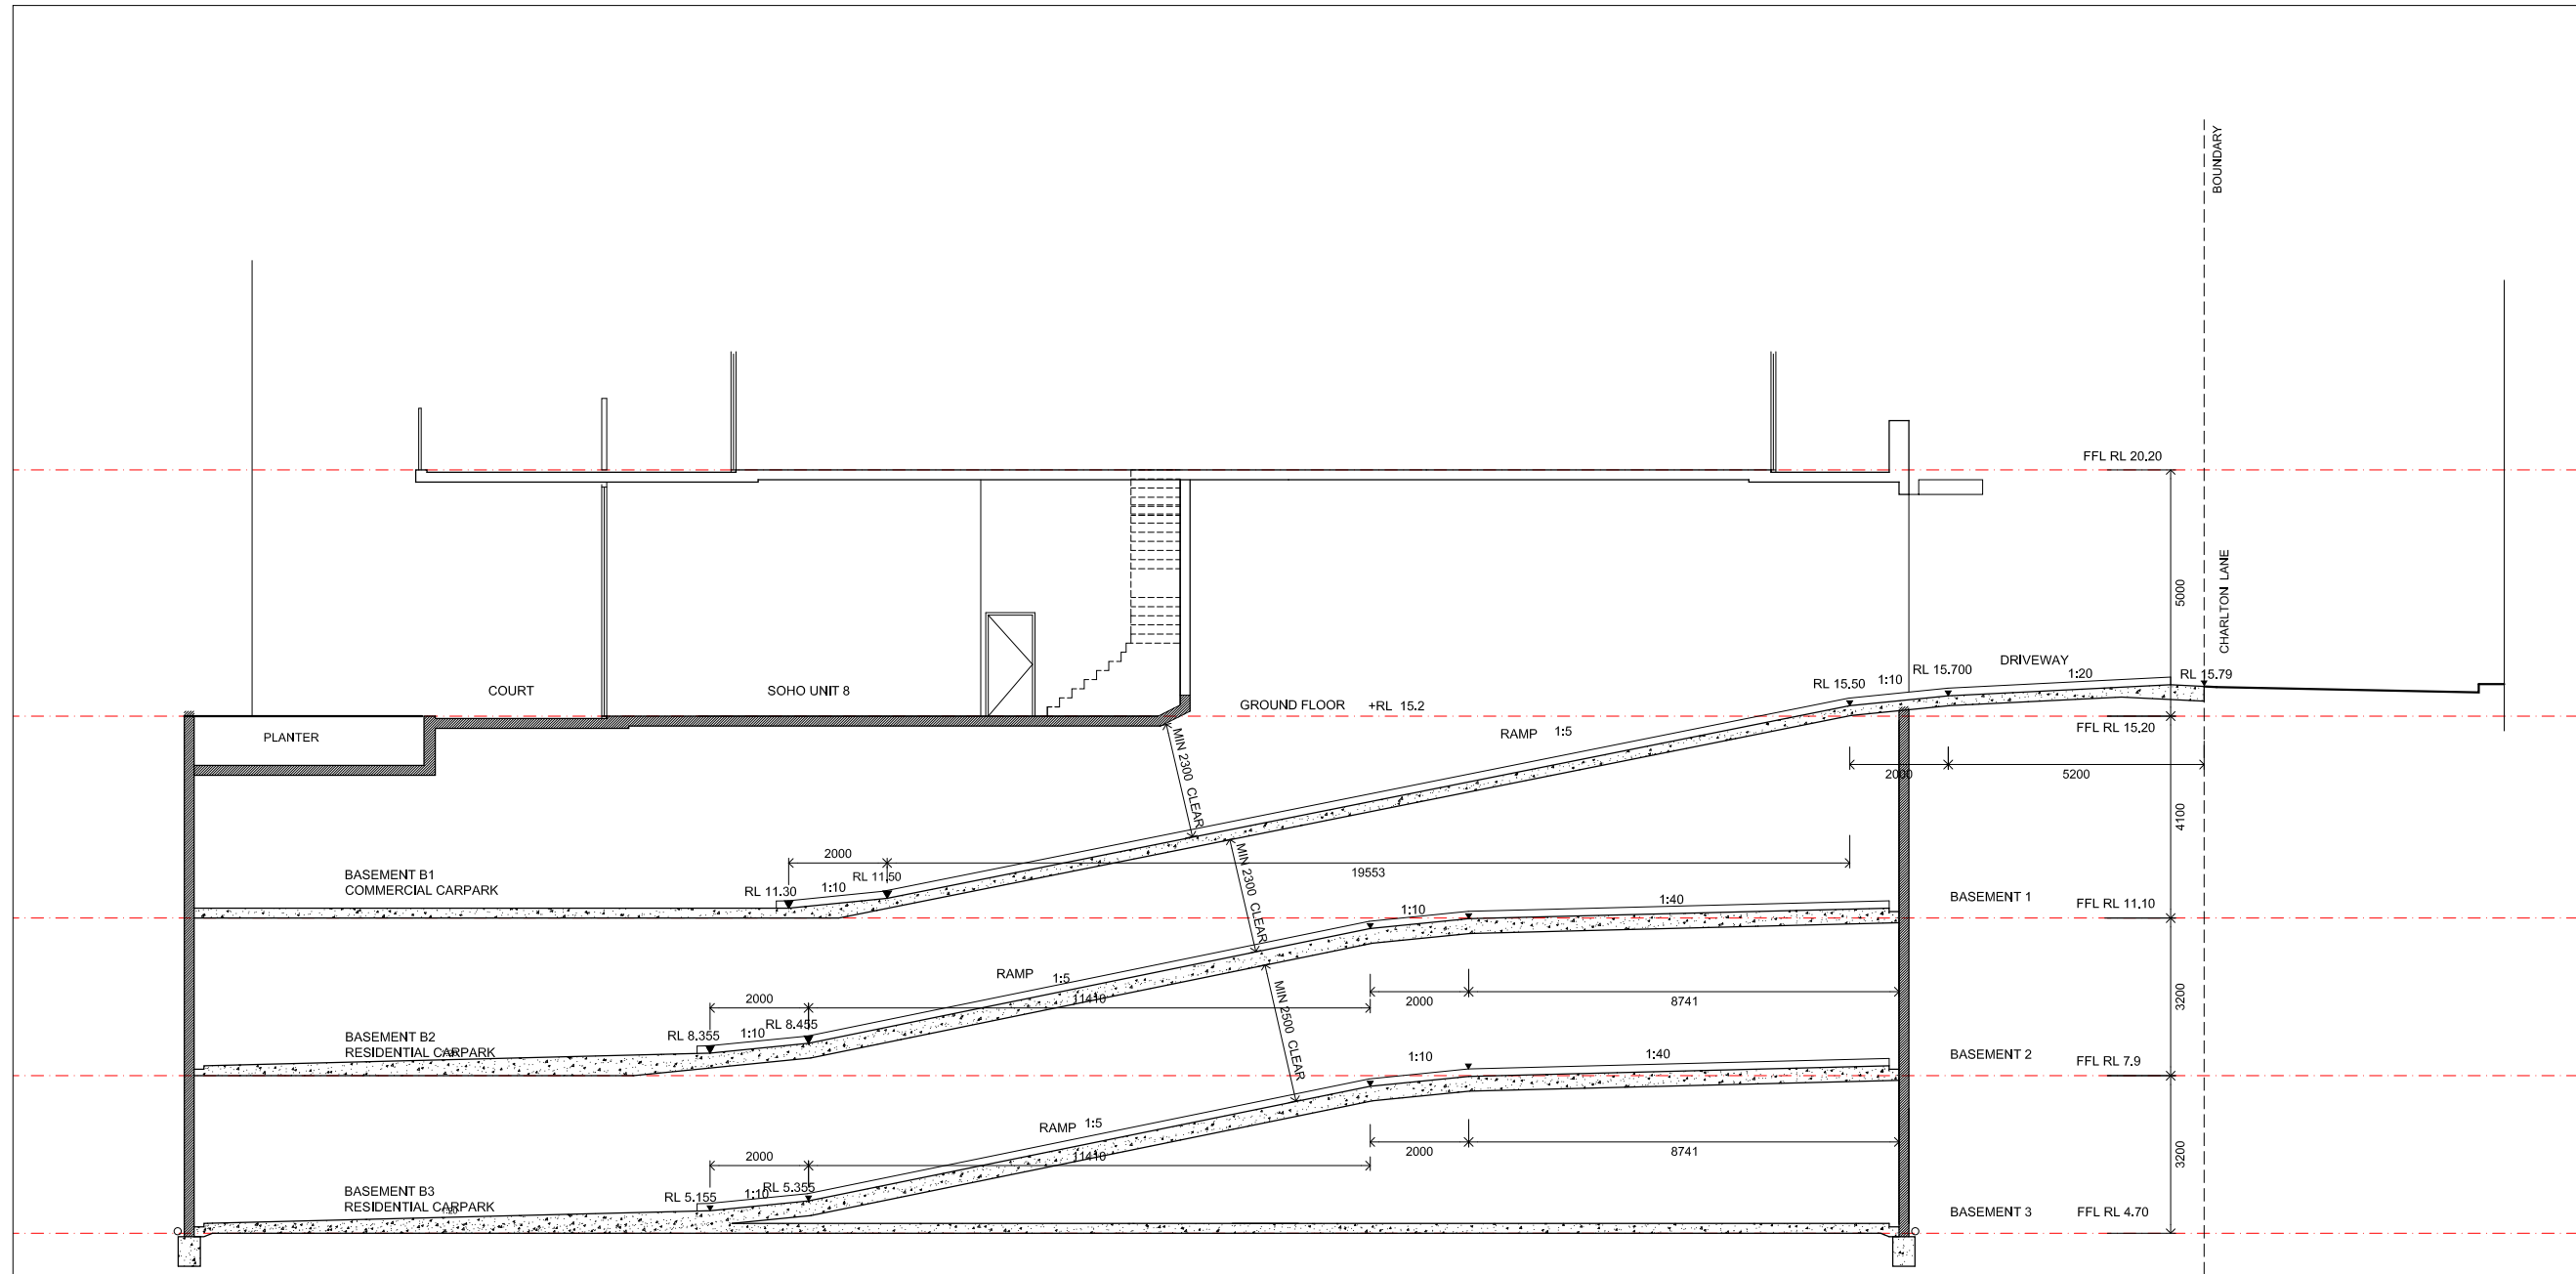 BOUNDARY
FFL RL 20.20
5000
CHARLTON LANE
DRIVEWAY
RL 15.700
1:10
1:20
RL 15.79
RL 15.50
COURT
SOHO UNIT 8
GROUND FLOOR +RL 15.2
PLANTER
MIN 2300 CLEAR
RAMP 1:5
FFL RL 15.20
2000
5200
4100
2000
19553
BASEMENT B1
COMMERCIAL CARPARK
RL 11.30
1:10
RL 11.50
MIN 2300 CLEAR
1:10
1:40
BASEMENT 1
FFL RL 11.10
RAMP 1:5
2000
11410
2000
8741
3200
BASEMENT B2
RESIDENTIAL CARPARK
RL 8.355
1:10
RL 8.455
MIN 2500 CLEAR
1:10
1:40
BASEMENT 2
FFL RL 7.9
RAMP 1:5
2000
11410
2000
8741
3200
BASEMENT B3
RESIDENTIAL CARPARK
RL 5.155
1:10
RL 5.355
BASEMENT 3
FFL RL 4.70